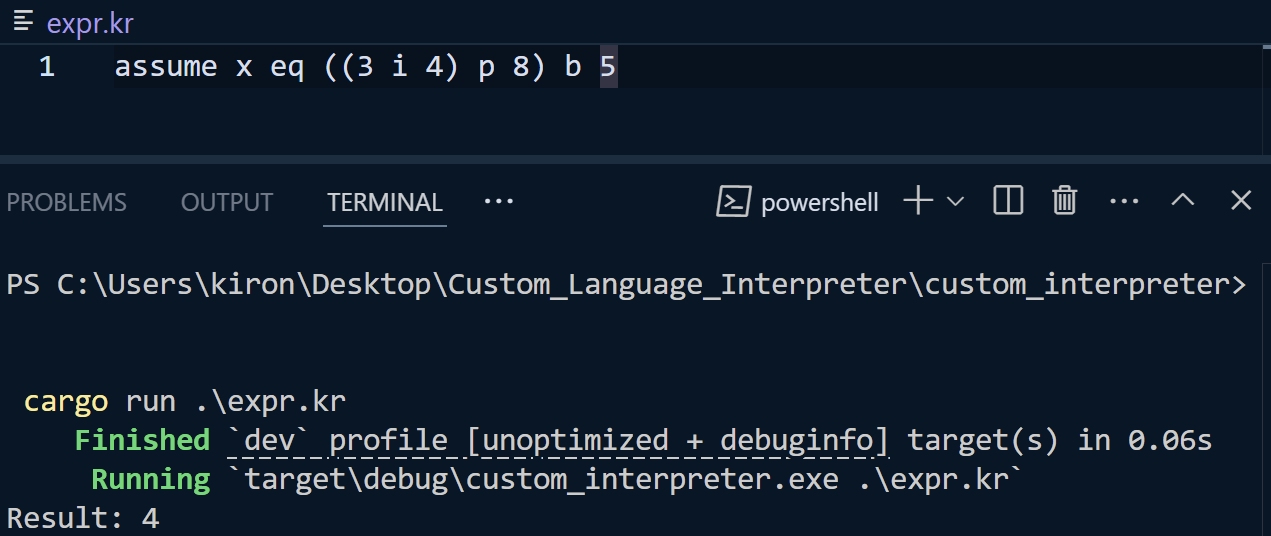 expr.kr
1 assume x eq ((3 i 4) p 8) b 5
PROBLEMS OUTPUT TERMINAL ··· powershell
PS C:\Users\kiron\Desktop\Custom_Language_Interpreter\custom_interpreter>
cargo run .\expr.kr
Finished `dev` profile [unoptimized + debuginfo] target(s) in 0.06s
Running `target\debug\custom_interpreter.exe .\expr.kr`
Result: 4